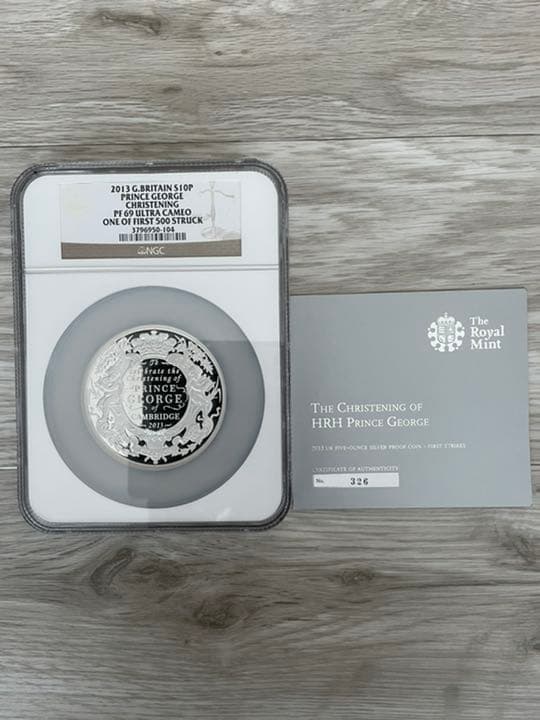 2013 G.BRITAIN S10P
PRINCE GEORGE
CHRISTENING
PF 69 ULTRA CAMEO
ONE OF FIRST 500 STRUCK
3796950-104
NGC
To
celebrate the
Christening of
PRINCE
GEORGE
of
MBRIDGE
2013
The
Royal
Mint
THE CHRISTENING OF
HRH PRINCE GEORGE
2013 UK FIVE-OUNCE SILVER PROOF COIN – FIRST STRIKES
CERTIFICATE OF AUTHENTICITY
No. 326